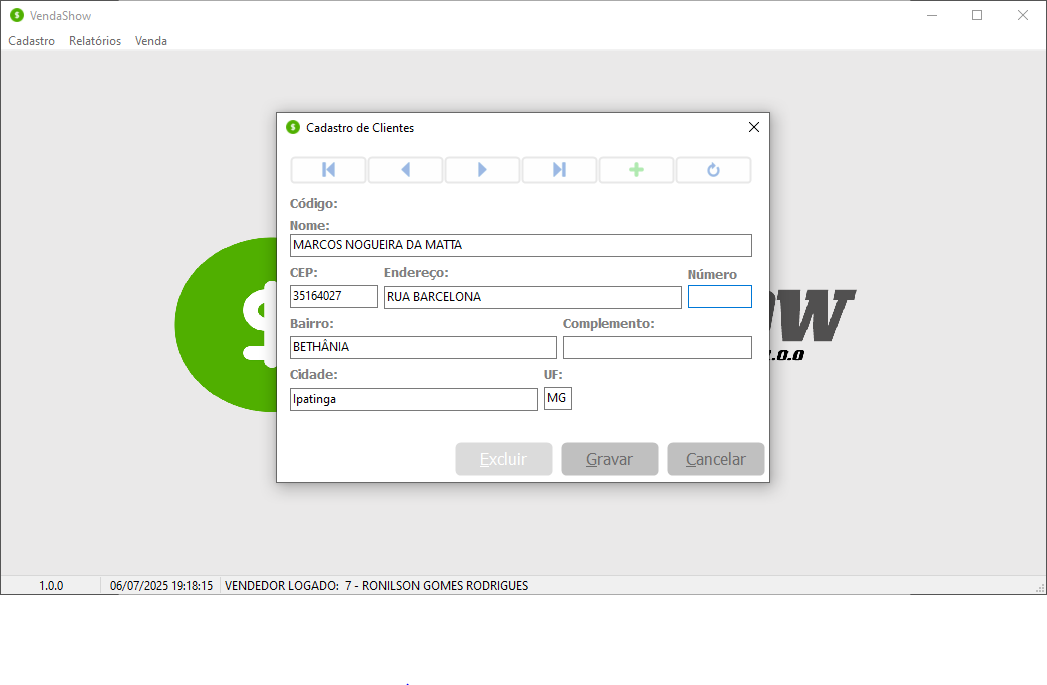 VendaShow
Cadastro Relatórios Venda
Cadastro de Clientes
Código:
Nome:
MARCOS NOGUEIRA DA MATTA
CEP: Endereço: Número
35164027 RUA BARCELONA
Bairro: Complemento:
BETHÂNIA
Cidade: UF:
Ipatinga MG
Excluir Gravar Cancelar
OW
.0.0
1.0.0 06/07/2025 19:18:15 VENDEDOR LOGADO: 7 - RONILSON GOMES RODRIGUES